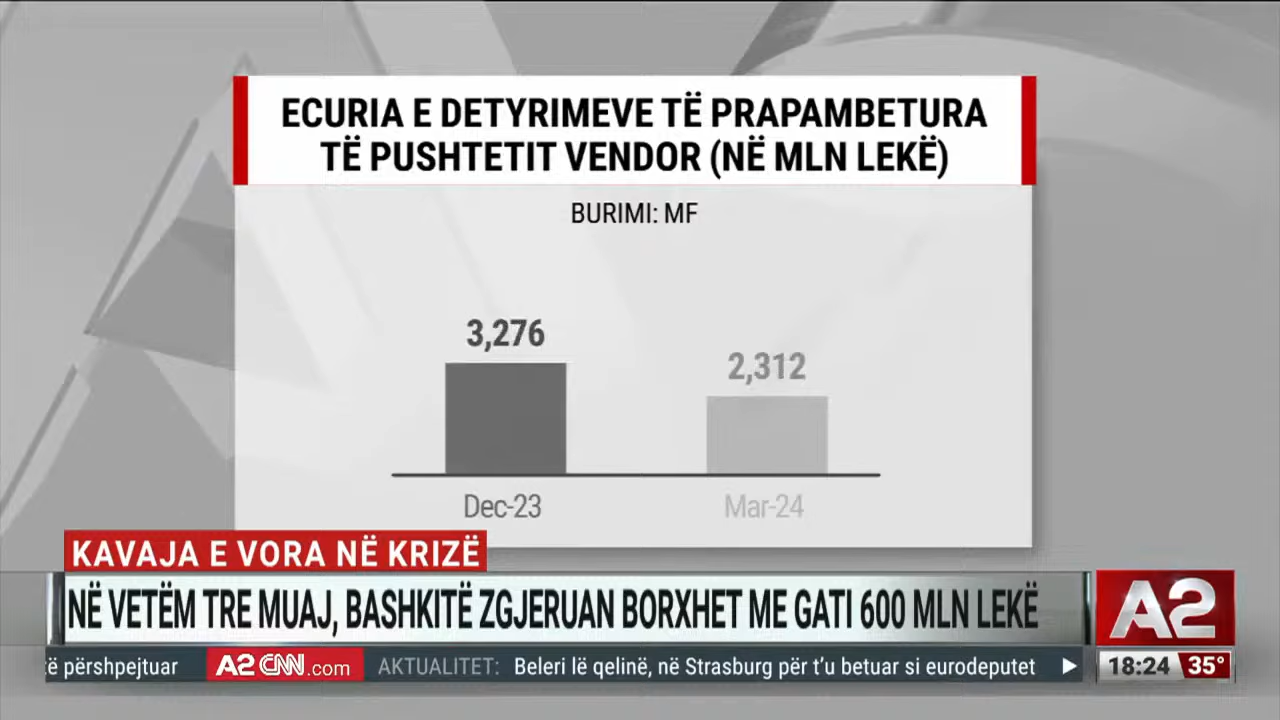 ECURIA E DETYRIMEVE TË PRAPAMBETURA
TË PUSHTETIT VENDOR (NË MLN LEKË)
BURIMI: MF
3,276
2,312
Dec-23
Mar-24
KAVAJA E VORA NË KRIZË
NË VETËM TRE MUAJ, BASHKITË ZGJERUAN BORXHET ME GATI 600 MLN LEKË
A2
ë përshpejtuar A2 CNN.com AKTUALITET: Beleri lë qelinë, në Strasburg për t'u betuar si eurodeputet
18:24 35°